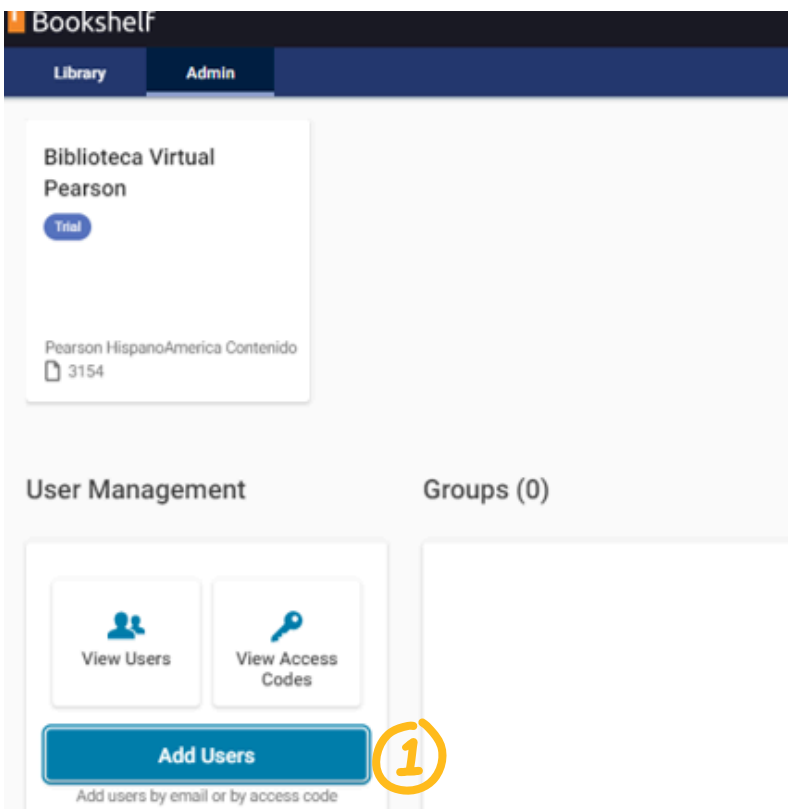 Bookshelf
Library Admin
Biblioteca Virtual
Pearson
Trial
Pearson HispanoAmerica Contenido
3154
User Management Groups (0)
View Users View Access
Codes
Add Users 1
Add users by email or by access code